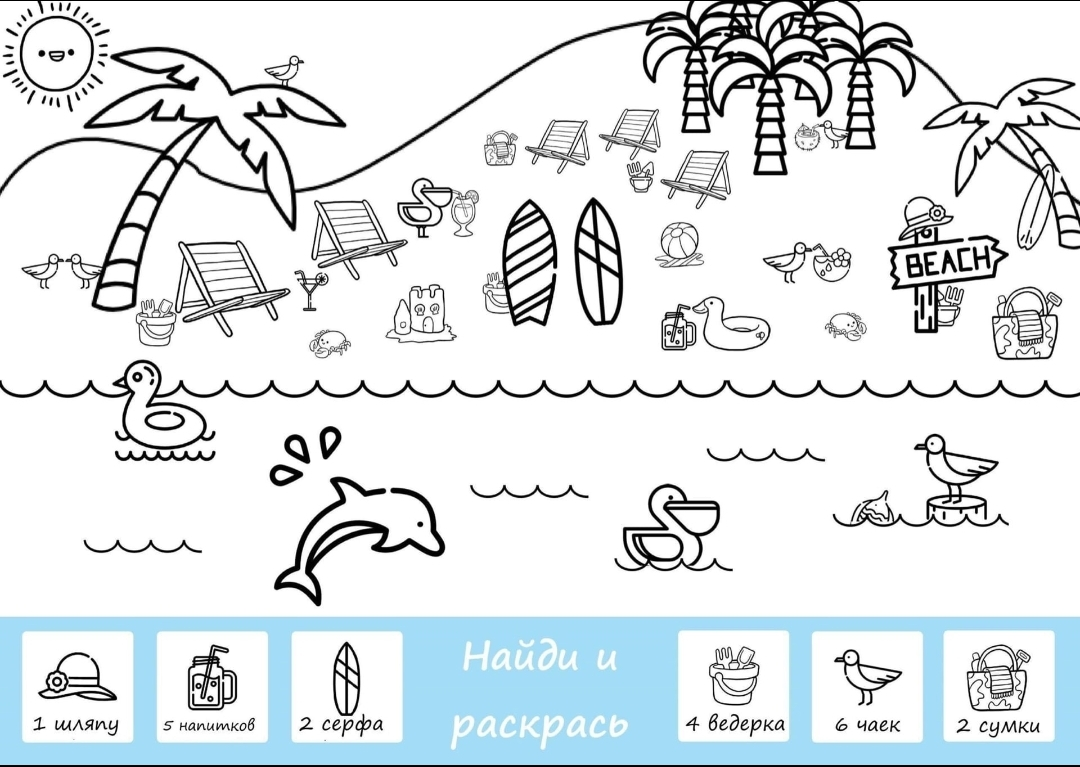 BEACH
Найди и
раскрась
1 шляпу
5 напитков
2 серфа
4 ведерка
6 чаек
2 сумки